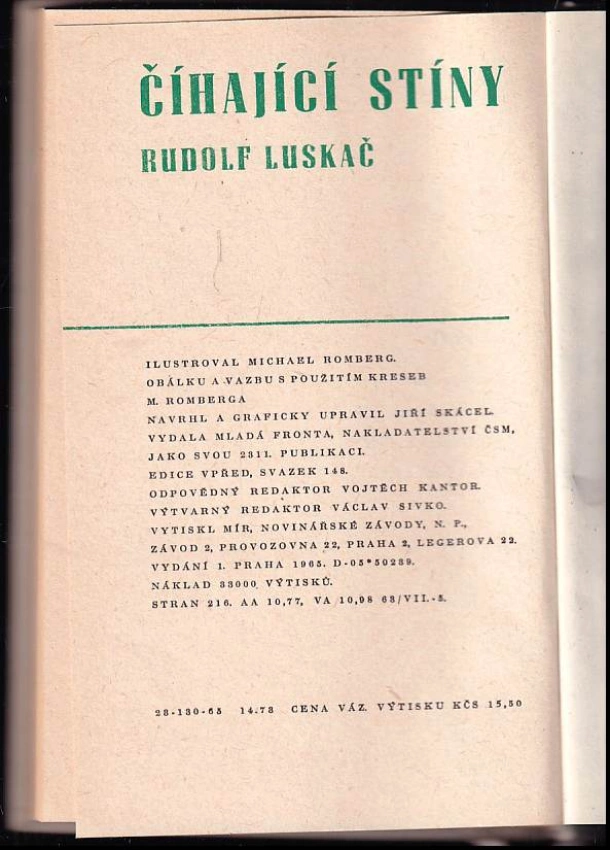 ČÍHAJÍCÍ STÍNY
RUDOLF LUSKAČ
ILUSTROVAL MICHAEL ROMBERG.
OBÁLKU A VAZBU S POUŽITÍM KRESEB
M. ROMBERGA
NAVRHL A GRAFICKY UPRAVIL JIŘÍ SKÁCEL.
VYDALA MLADÁ FRONTA, NAKLADATELSTVÍ ČSM,
JAKO SVOU 2311. PUBLIKACI.
EDICE VPŘED, SVAZEK 148.
ODPOVĚDNÝ REDAKTOR VOJTĚCH KANTOR.
VÝTVARNÝ REDAKTOR VÁCLAV SIVKO.
VYTISKL MÍR, NOVINÁŘSKÉ ZÁVODY, N. P.,
ZÁVOD 2, PROVOZOVNA 22, PRAHA 2, LEGEROVA 22.
VYDÁNÍ 1. PRAHA 1965. D-05*50289.
NÁKLAD 33000 VÝTISKŮ.
STRAN 216. AA 10,77, VA 10,98 63/VII.-5.
23-130-65 14.73 CENA VÁZ. VÝTISKU KČS 15,50